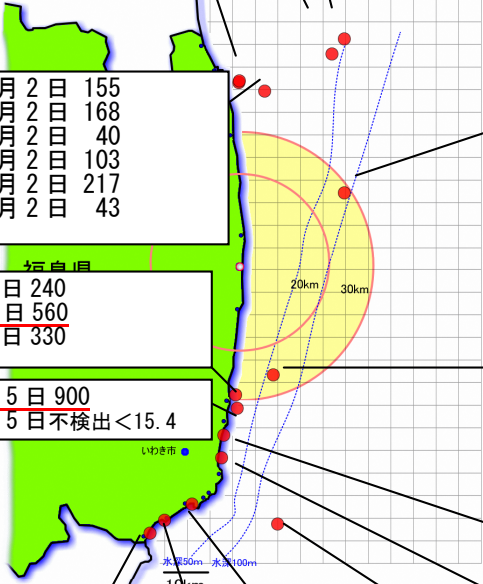 月2日 155
月2日 168
月2日 40
月2日 103
月2日 217
月2日 43
福島県
日 240
日 560
日 330
20km
30km
5日 900
5日不検出＜15.4
いわき市
水深50m
水深100m
10km